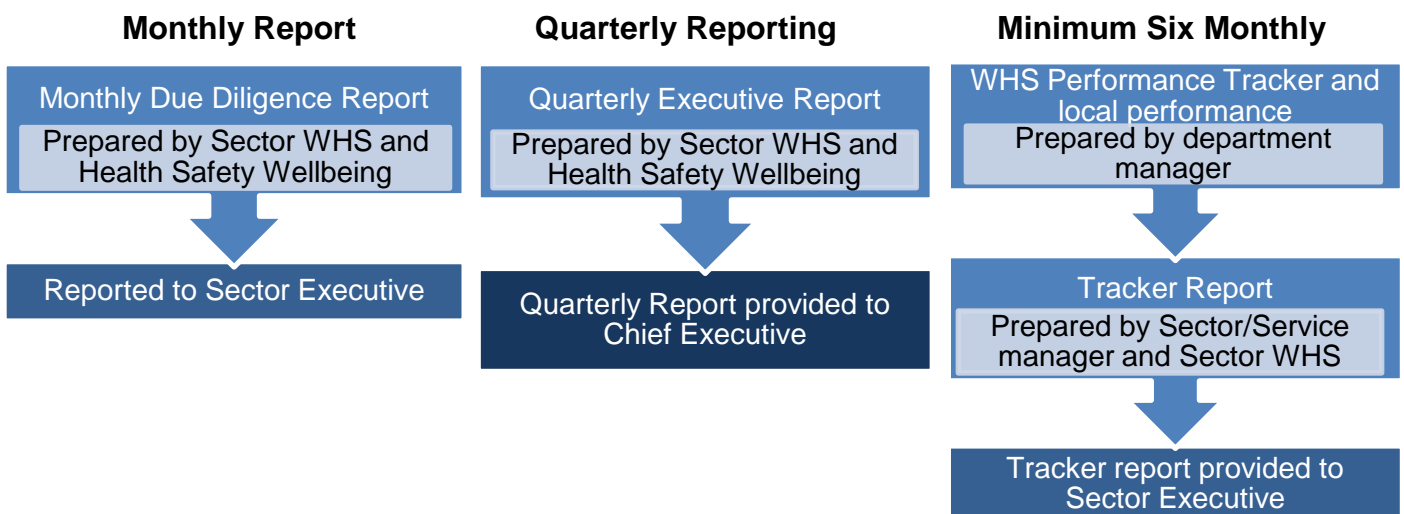 Monthly Report
Monthly Due Diligence Report
Prepared by Sector WHS and
Health Safety Wellbeing
Reported to Sector Executive
Quarterly Reporting
Quarterly Executive Report
Prepared by Sector WHS and
Health Safety Wellbeing
Quarterly Report provided to
Chief Executive
Minimum Six Monthly
WHS Performance Tracker and
local performance
Prepared by department
manager
Tracker Report
Prepared by Sector/Service
manager and Sector WHS
Tracker report provided to
Sector Executive